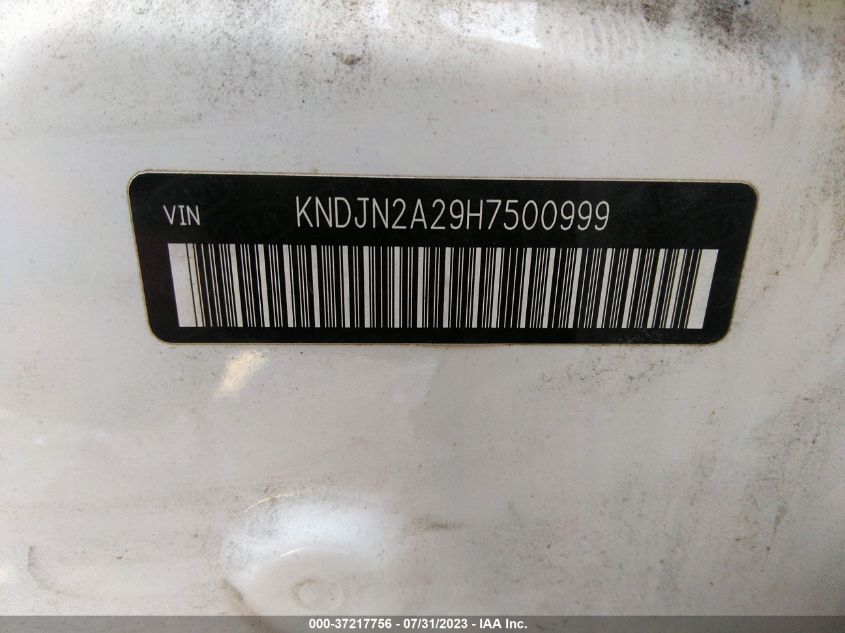 VIN KNDJN2A29H7500999
000-37217756 - 07/31/2023 - IAA Inc.